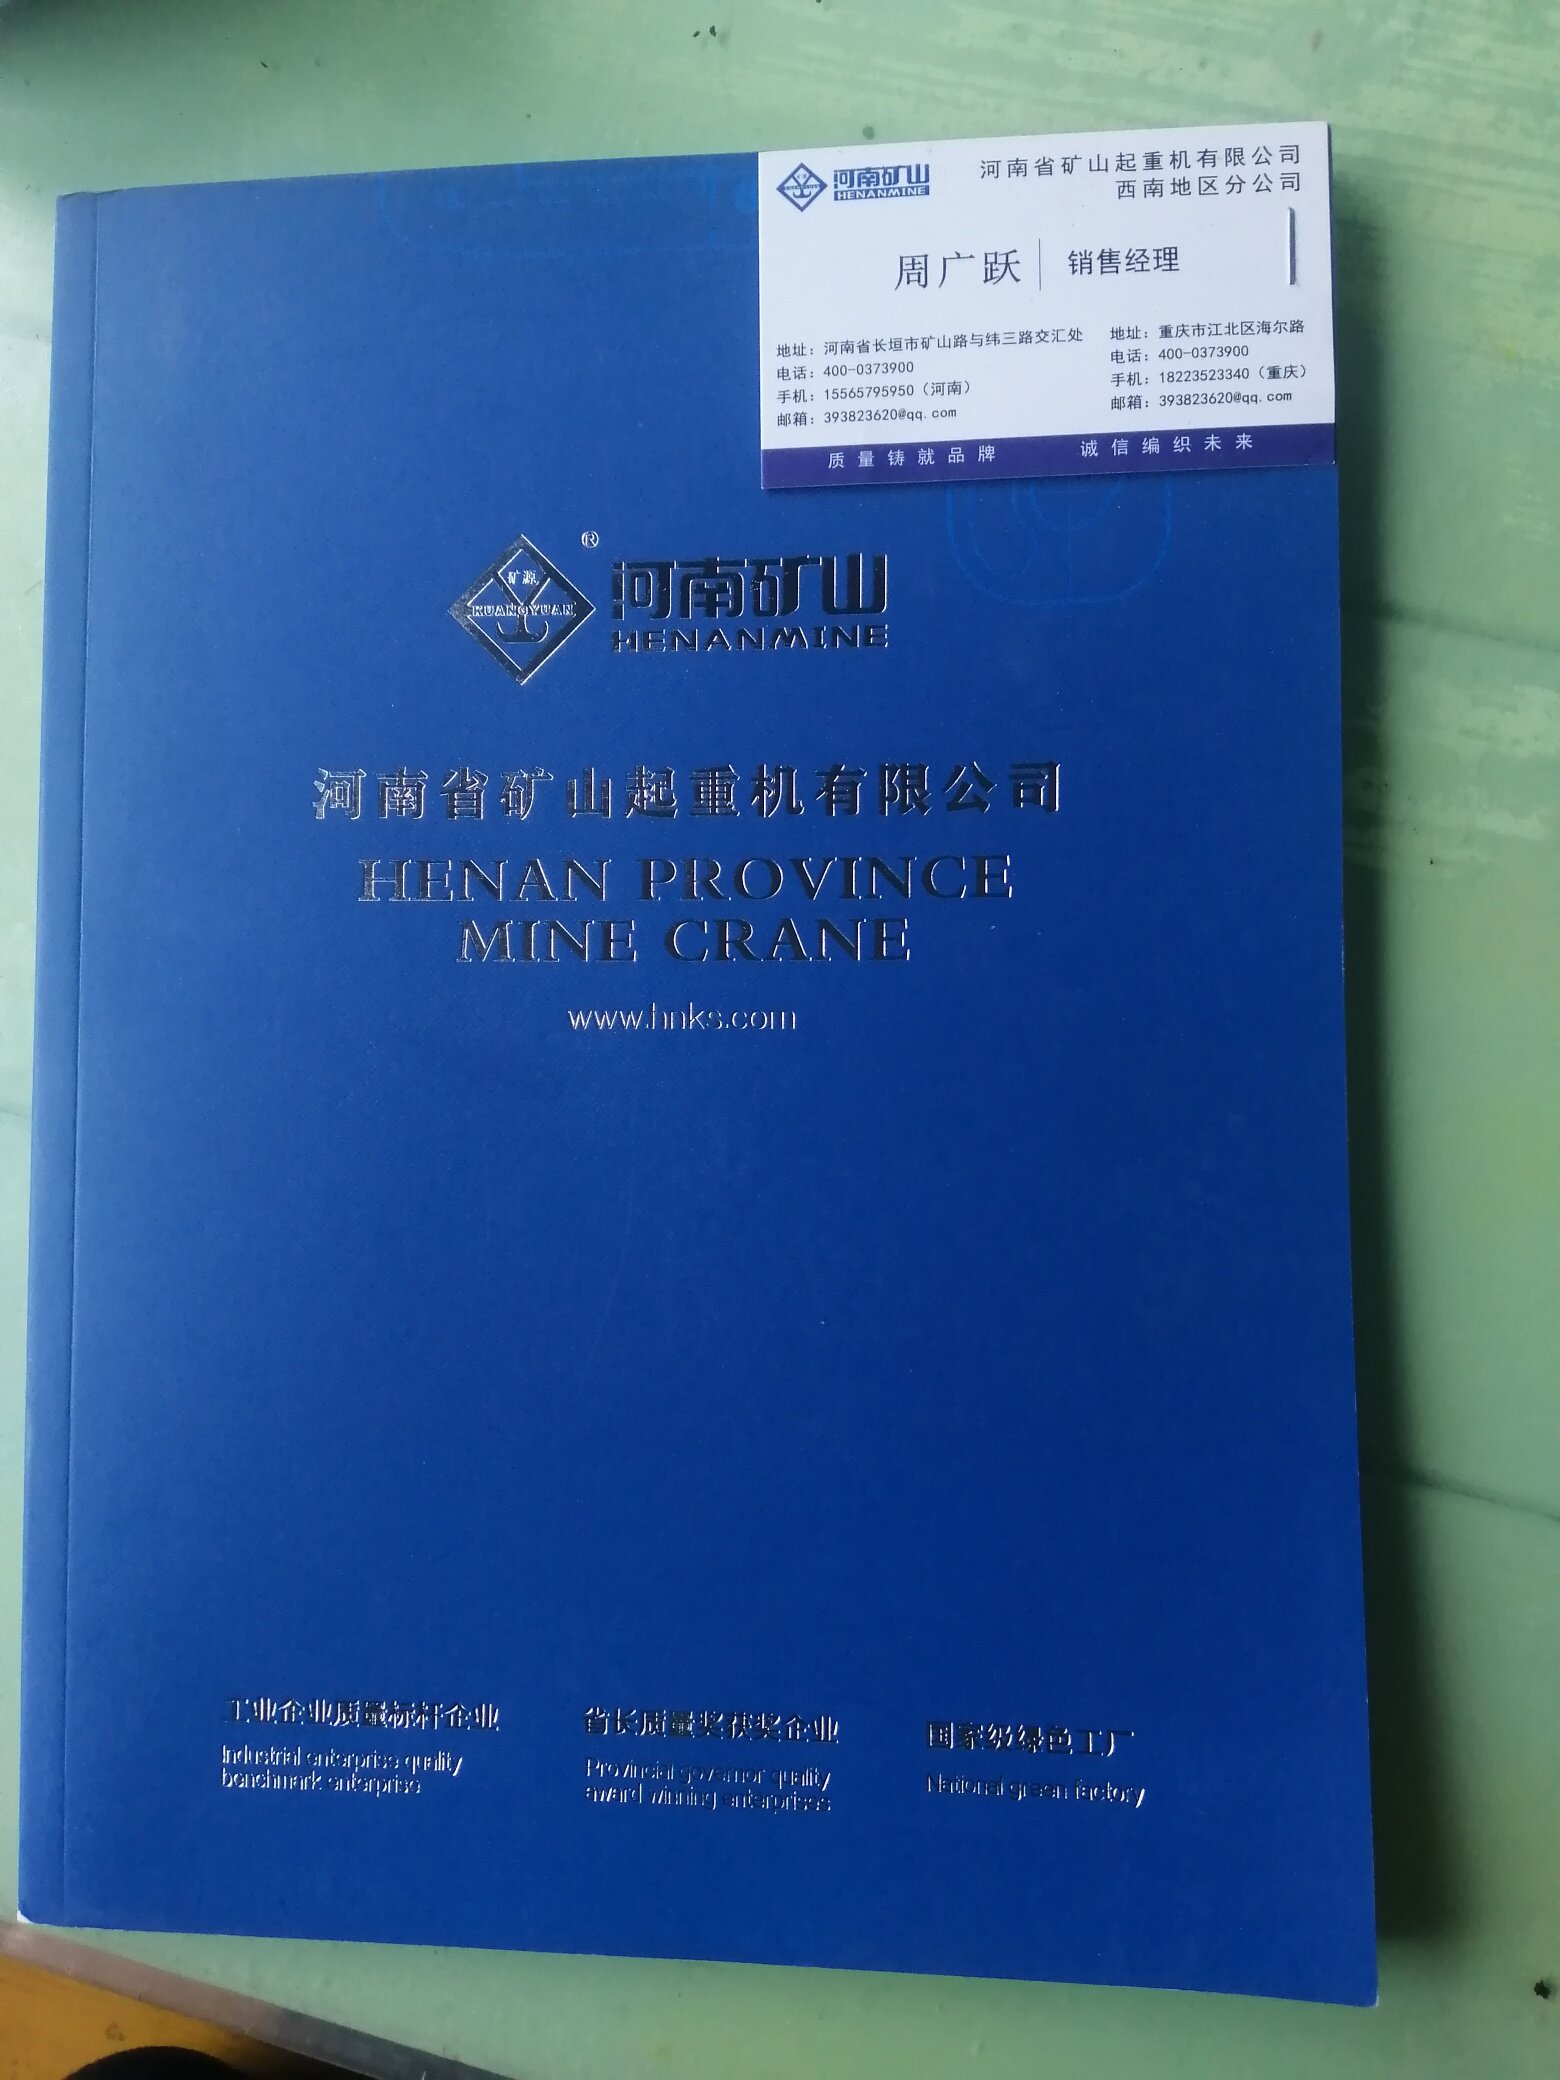 河南矿山
HENANMINE
河南省矿山起重机有限公司
西南地区分公司
周广跃
销售经理
地址：河南省长垣市矿山路与纬三路交汇处
电话：400-0373900
手机：15565795950（河南）
邮箱：393823620@qq.com
地址：重庆市江北区海尔路
电话：400-0373900
手机：18223523340（重庆）
邮箱：393823620@qq.com
质量铸就品牌 诚信编织未来
矿源
KUANGYUAN
®
河南矿山
HENANMINE
河南省矿山起重机有限公司
HENAN PROVINCE
MINE CRANE
www.hnks.com
工业企业质量标杆企业
Industrial enterprise quality
benchmark enterprise
省长质量奖获奖企业
Provincial governor quality
award winning enterprises
国家级绿色工厂
National green factory